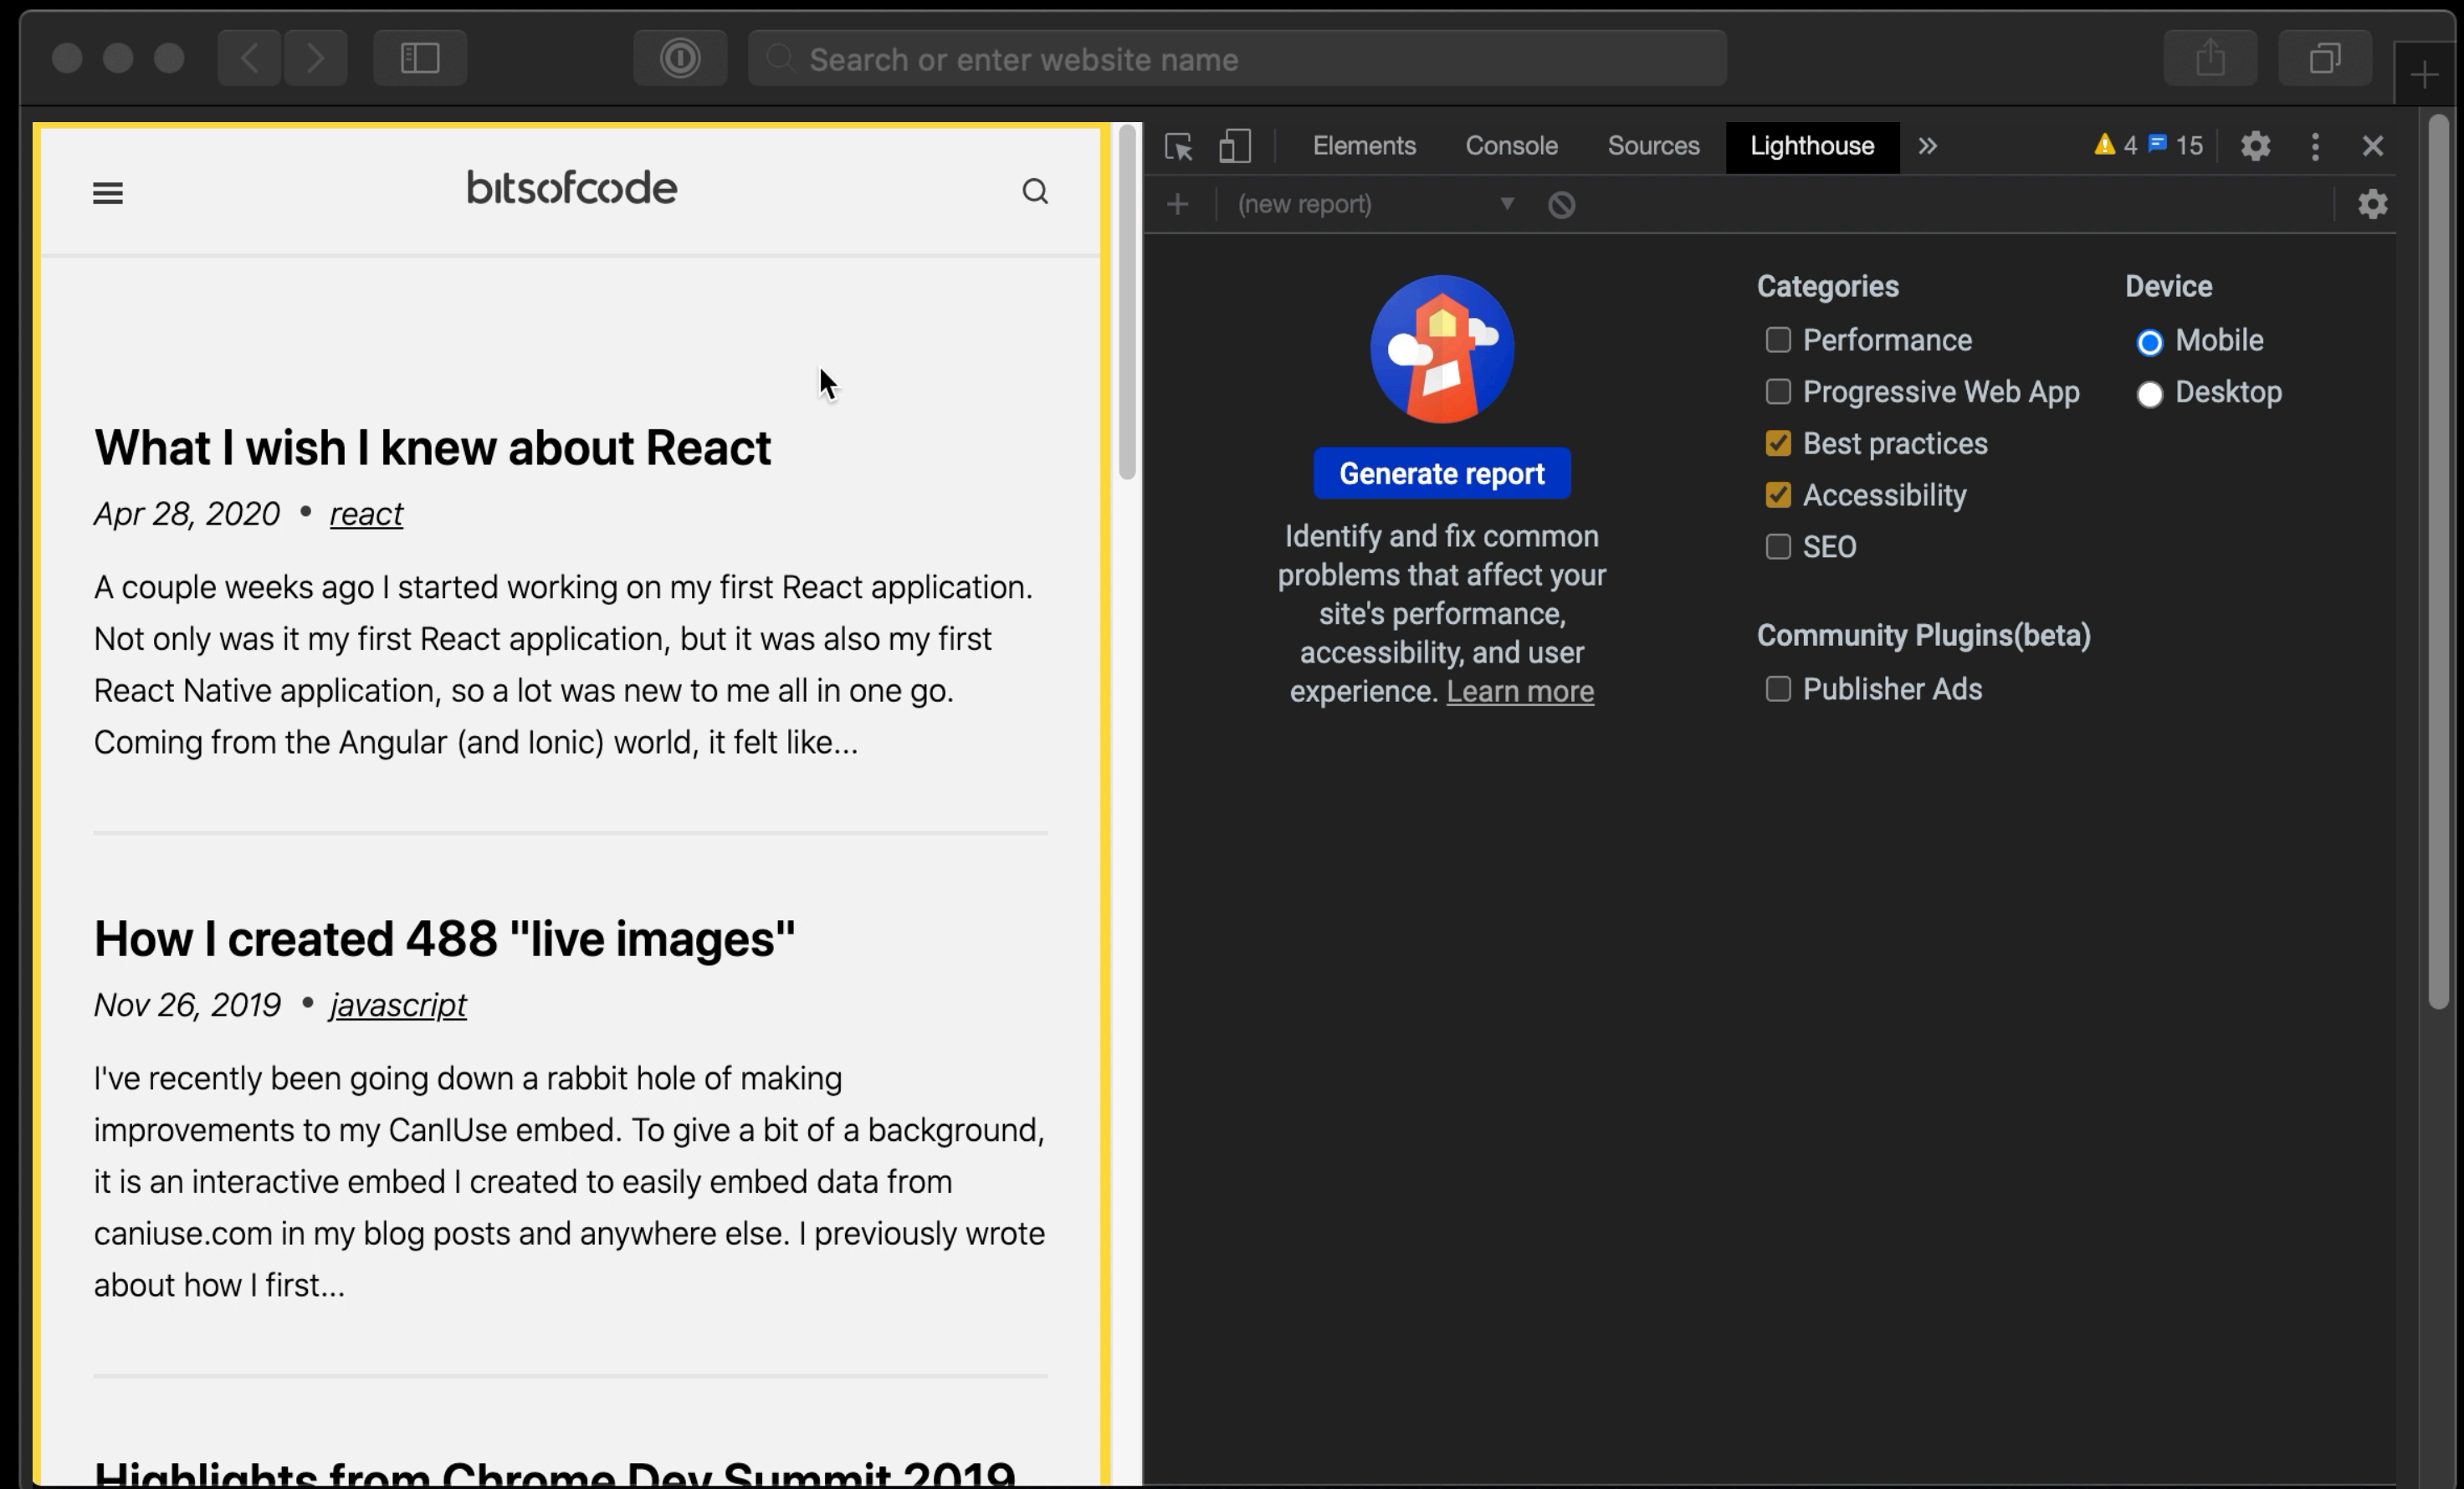 Search or enter website name
bitsofcode
What I wish I knew about React
Apr 28, 2020 • react
A couple weeks ago I started working on my first React application.
Not only was it my first React application, but it was also my first
React Native application, so a lot was new to me all in one go.
Coming from the Angular (and Ionic) world, it felt like...
How I created 488 "live images"
Nov 26, 2019 • javascript
I've recently been going down a rabbit hole of making
improvements to my CanIUse embed. To give a bit of a background,
it is an interactive embed I created to easily embed data from
caniuse.com in my blog posts and anywhere else. I previously wrote
about how I first...
Highlights from Chrome Dev Summit 2019
Elements Console Sources Lighthouse » 4 15
(new report)
Generate report
Identify and fix common
problems that affect your
site's performance,
accessibility, and user
experience. Learn more
Categories
Performance
Progressive Web App
Best practices
Accessibility
SEO
Community Plugins(beta)
Publisher Ads
Device
Mobile
Desktop